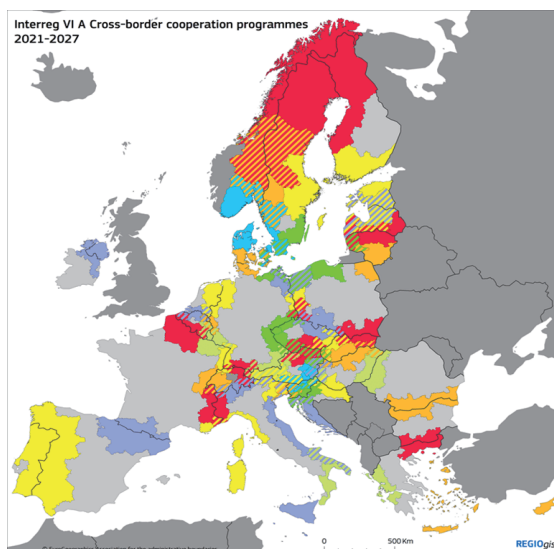 Interreg VI A Cross-border cooperation programmes
2021-2027
0
500 Km
REGIOgis